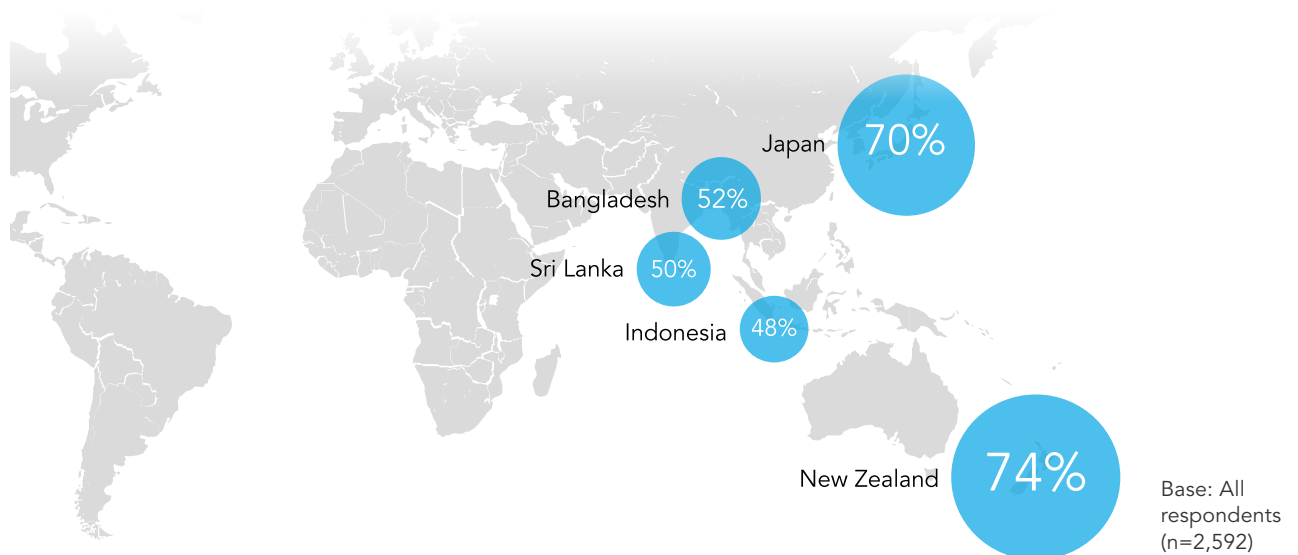 Japan
70%
Bangladesh
52%
Sri Lanka
50%
Indonesia
48%
New Zealand
74%
Base: All
respondents
(n=2,592)